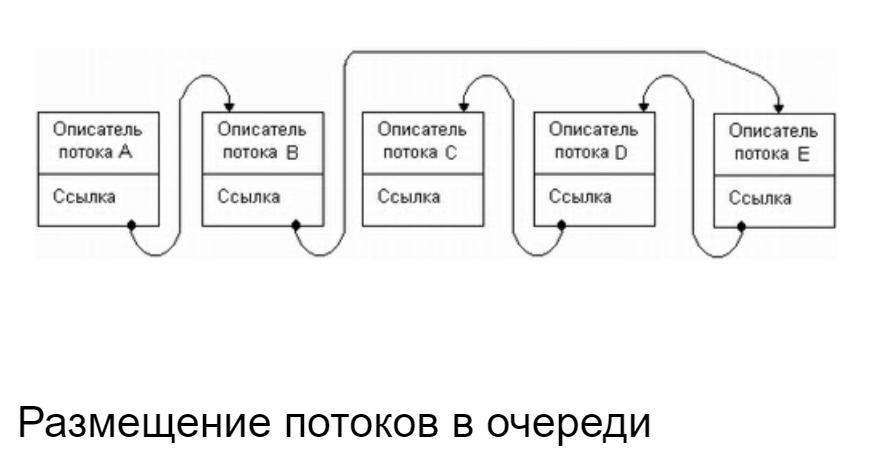 Описатель
потока A
Ссылка
Описатель
потока B
Ссылка
Описатель
потока C
Ссылка
Описатель
потока D
Ссылка
Описатель
потока E
Ссылка
Размещение потоков в очереди